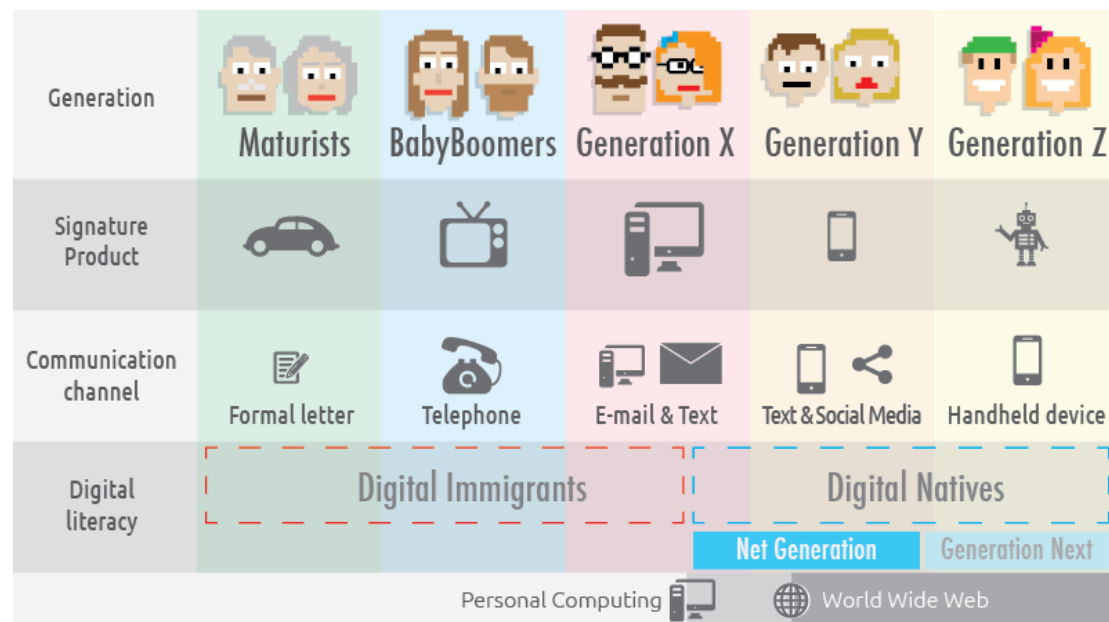 Generation
Maturists
BabyBoomers
Generation X
Generation Y
Generation Z
Signature
Product
Communication
channel
Formal letter
Telephone
E-mail & Text
Text & Social Media
Handheld device
Digital
literacy
Digital Immigrants
Digital Natives
Net Generation
Generation Next
Personal Computing
World Wide Web